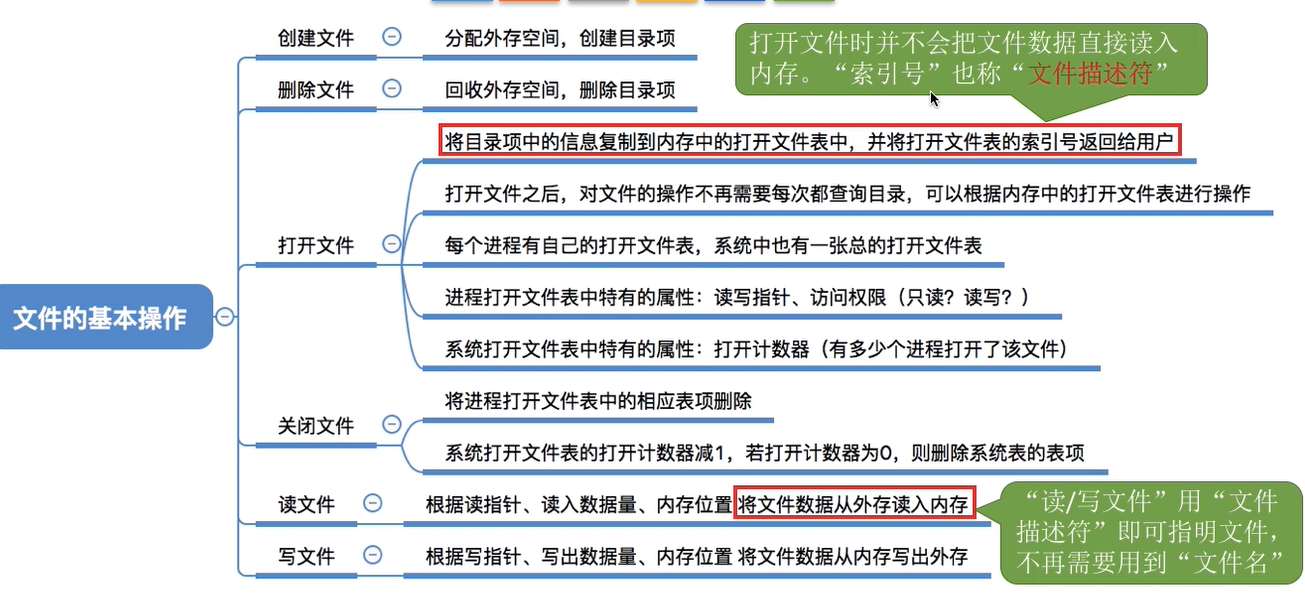 创建文件
分配外存空间，创建目录项
打开文件时并不会把文件数据直接读入
内存。“索引号”也称“文件描述符”
删除文件
回收外存空间，删除目录项
将目录项中的信息复制到内存中的打开文件表中，并将打开文件表的索引号返回给用户
打开文件之后，对文件的操作不再需要每次都查询目录，可以根据内存中的打开文件表进行操作
打开文件
每个进程有自己的打开文件表，系统中也有一张总的打开文件表
进程打开文件表中特有的属性：读写指针、访问权限（只读？读写？）
文件的基本操作
系统打开文件表中特有的属性：打开计数器（有多少个进程打开了该文件）
将进程打开文件表中的相应表项删除
关闭文件
系统打开文件表的打开计数器减1，若打开计数器为0，则删除系统表的表项
读文件
根据读指针、读入数据量、内存位置将文件数据从外存读入内存
“读/写文件”用“文件
描述符”即可指明文件，
不再需要用到“文件名”
写文件
根据写指针、写出数据量、内存位置 将文件数据从内存写出外存